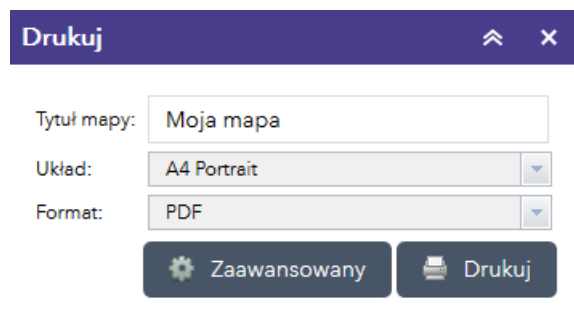 Drukuj
Tytuł mapy: Moja mapa
Układ: A4 Portrait
Format: PDF
Zaawansowany Drukuj